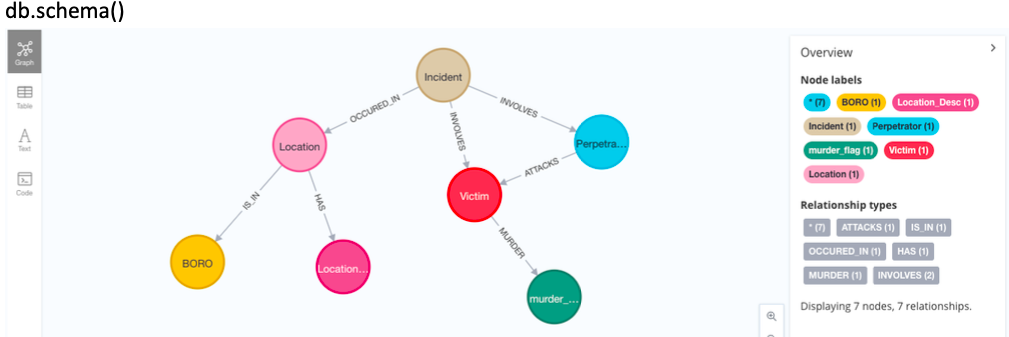 db.schema()
Graph
Table
Text
Code
Incident
OCCURED_IN
INVOLVES
INVOLVES
Location
Perpetra...
ATTACKS
Victim
IS_IN
HAS
MURDER
BORO
Location...
murder_...
Overview
Node labels
* (7) BORO (1) Location_Desc (1)
Incident (1) Perpetrator (1)
murder_flag (1) Victim (1)
Location (1)
Relationship types
* (7) ATTACKS (1) IS_IN (1)
OCCURED_IN (1) HAS (1)
MURDER (1) INVOLVES (2)
Displaying 7 nodes, 7 relationships.